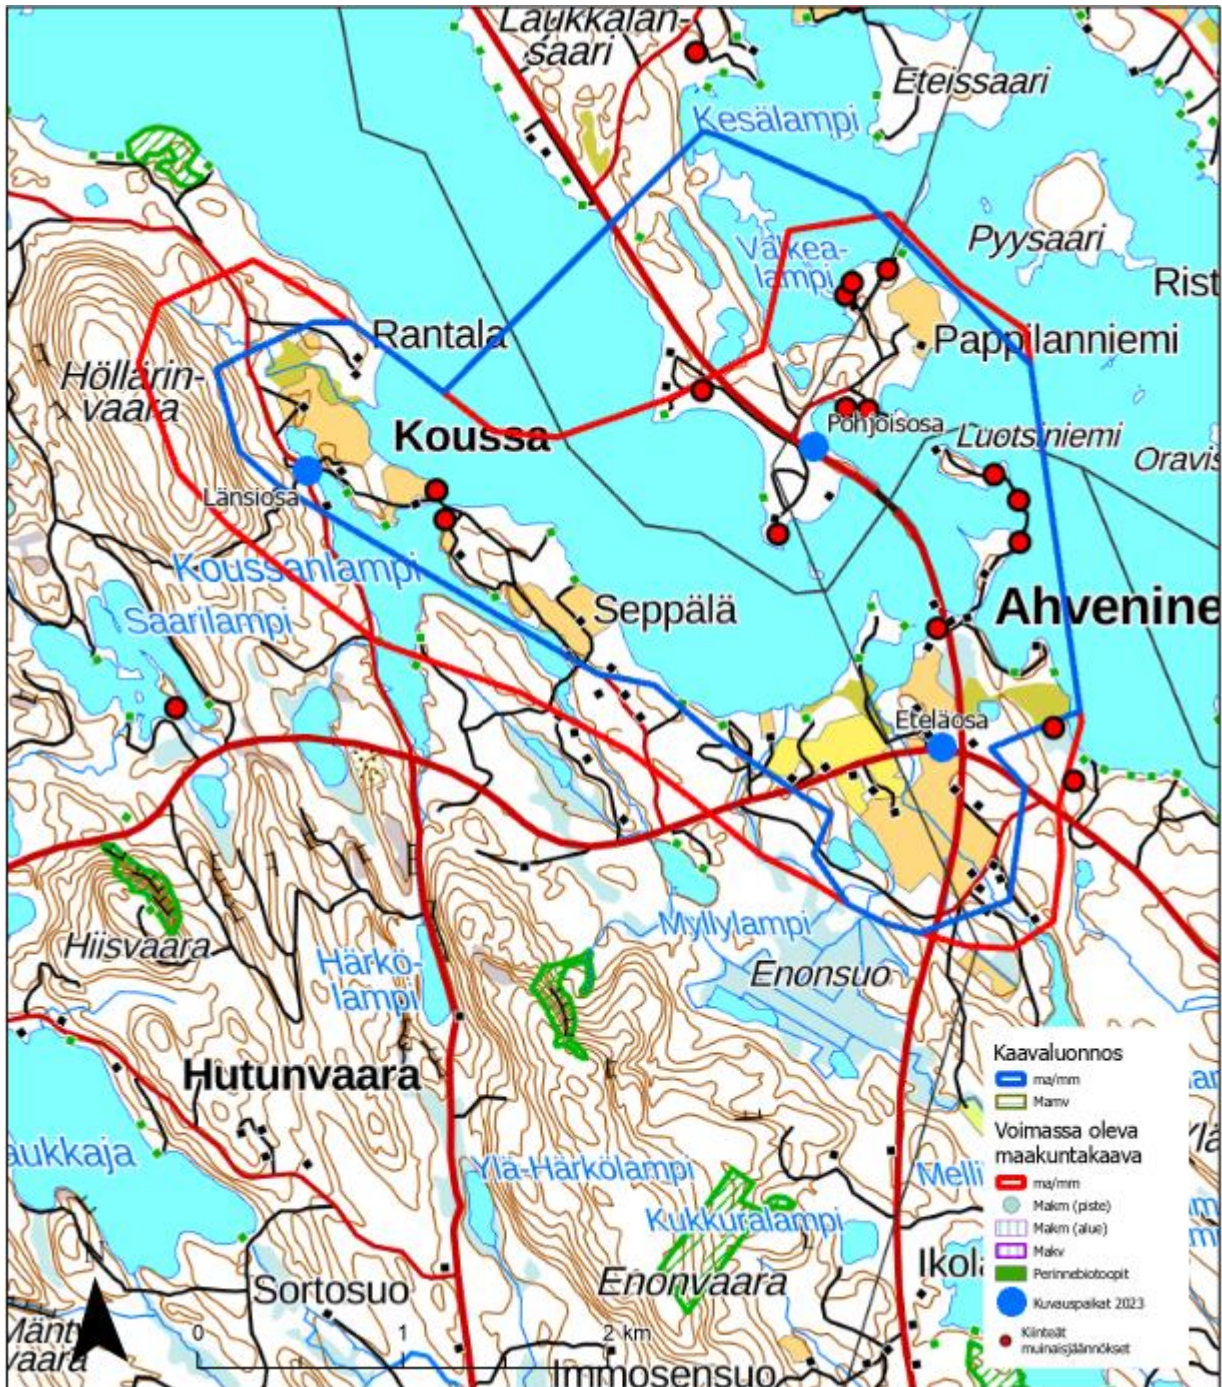 Laukkalan-
saari
Eteissaari
Kesälampi
Pyysaari
Valkea-
lampi
Rist
Rantala
Pappilanniemi
Höllärin-
vaara
Koussa
Pohjoisosa
Luotsiniemi
Oravis
Länsiosa
Koussanlampi
Saarilampi
Seppälä
Ahvenine
Eteläosa
Hiisvaara
Myllylampi
Härkö-
lampi
Enonsuo
Hutunvaara
aukkaja
Ylä-Härkölampi
Melli
Kukkuralampi
Enonvaara
Ikola
Sortosuo
Mänty
vaara
Immosensuo
N
0 1 2 km
Kaavaluonnos
ma/mm
Mamv
Voimassa oleva
maakuntakaava
ma/mm
Makm (piste)
Makm (alue)
Makv
Perinnebiotoopit
Kuvauspaikat 2023
Kiinteät
muinaisjäännökset